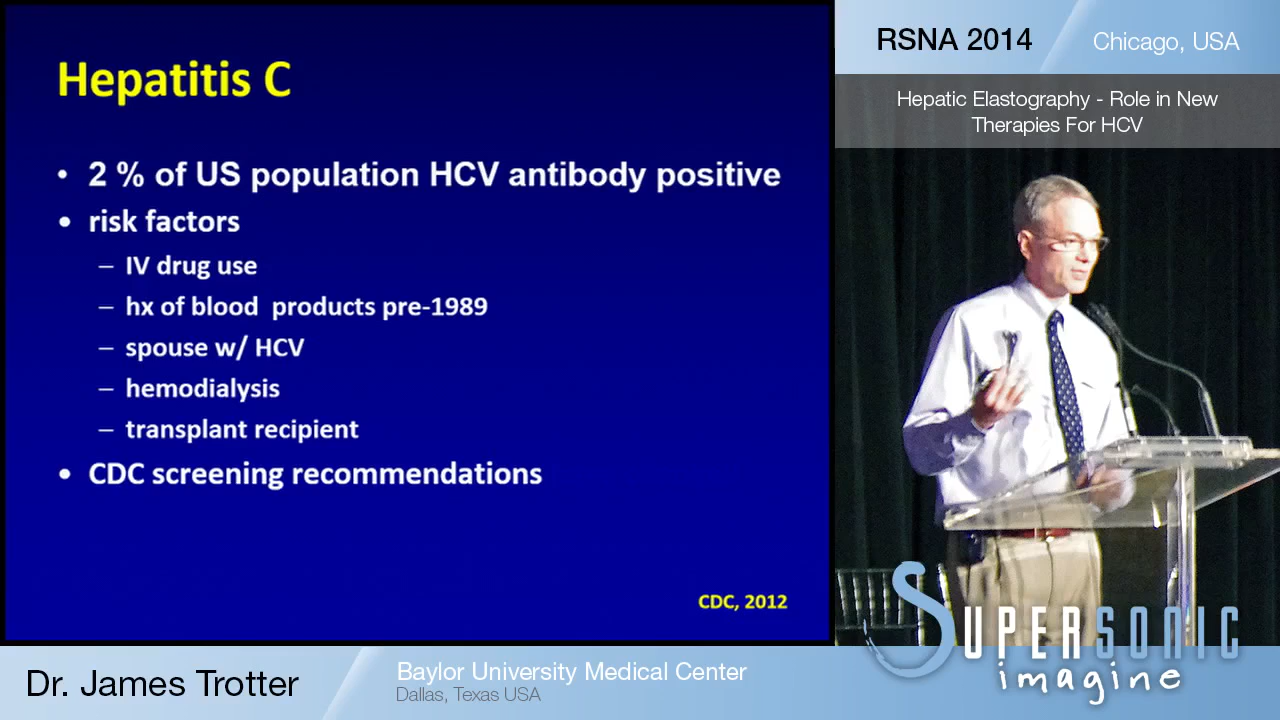 Hepatitis C
• 2 % of US population HCV antibody positive
• risk factors
– IV drug use
– hx of blood products pre-1989
– spouse w/ HCV
– hemodialysis
– transplant recipient
• CDC screening recommendations
CDC, 2012
RSNA 2014
Chicago, USA
Hepatic Elastography - Role in New
Therapies For HCV
SUPERSONIC
imagine
Dr. James Trotter
Baylor University Medical Center
Dallas, Texas USA